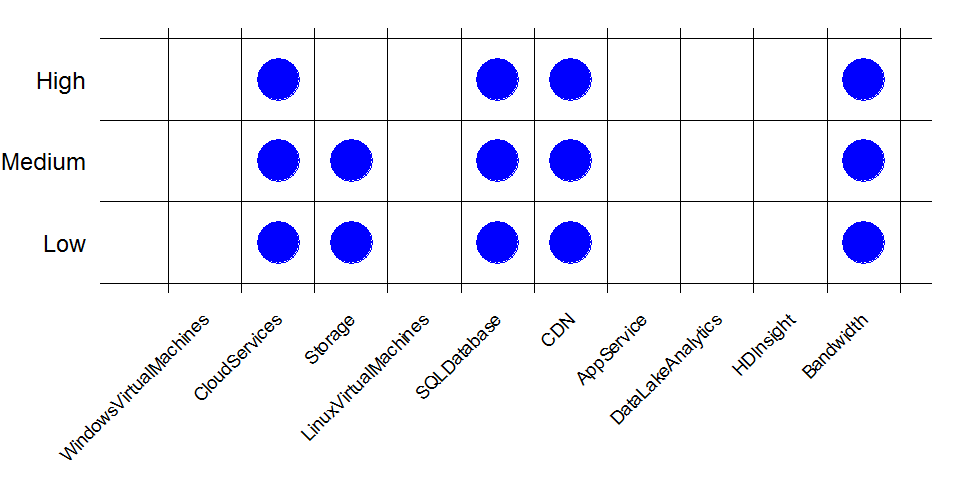 High
Medium
Low
WindowsVirtualMachines
CloudServices
Storage
LinuxVirtualMachines
SQLDatabase
CDN
AppService
DataLakeAnalytics
HDInsight
Bandwidth